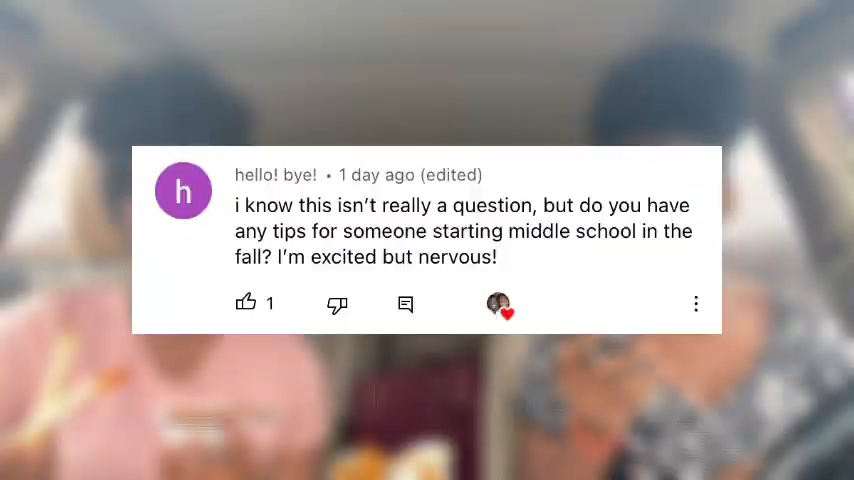 h
hello! bye! • 1 day ago (edited)
i know this isn’t really a question, but do you have
any tips for someone starting middle school in the
fall? I’m excited but nervous!
1